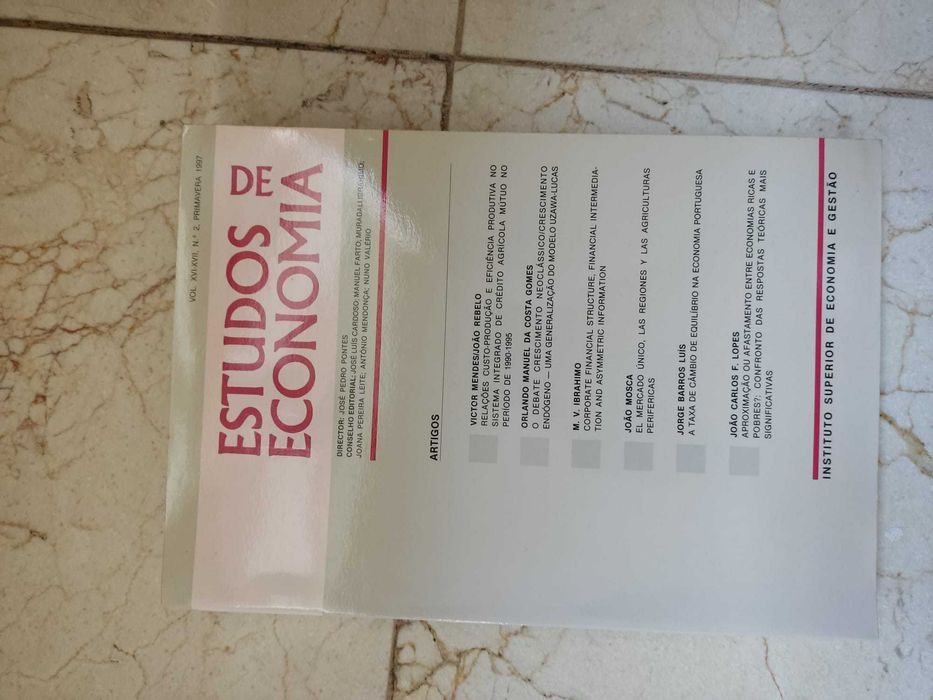 VOL. XVI-XVII, N.º 2, PRIMAVERA 1997
ESTUDOS DE
ECONOMIA
DIRECTOR: JOSÉ PEDRO PONTES
CONSELHO EDITORIAL: JOSÉ LUÍS CARDOSO; MANUEL FARTO; MURADALI IBRAHIMO;
JOANA PEREIRA LEITE; ANTÓNIO MENDONÇA; NUNO VALÉRIO
ARTIGOS
VICTOR MENDES/JOÃO REBELO
RELAÇÕES CUSTO-PRODUÇÃO E EFICIÊNCIA PRODUTIVA NO
SISTEMA INTEGRADO DE CRÉDITO AGRÍCOLA MÚTUO NO
PERÍODO DE 1990-1995
ORLANDO MANUEL DA COSTA GOMES
O DEBATE CRESCIMENTO NEOCLÁSSICO/CRESCIMENTO
ENDÓGENO — UMA GENERALIZAÇÃO DO MODELO UZAWA-LUCAS
M. V. IBRAHIMO
CORPORATE FINANCIAL STRUCTURE, FINANCIAL INTERMEDIA-
TION AND ASYMMETRIC INFORMATION
JOÃO MOSCA
EL MERCADO ÚNICO, LAS REGIONES Y LAS AGRICULTURAS
PERIFERICAS
JORGE BARROS LUÍS
A TAXA DE CÂMBIO DE EQUILÍBRIO NA ECONOMIA PORTUGUESA
JOÃO CARLOS F. LOPES
APROXIMAÇÃO OU AFASTAMENTO ENTRE ECONOMIAS RICAS E
POBRES?: CONFRONTO DAS RESPOSTAS TEÓRICAS MAIS
SIGNIFICATIVAS
INSTITUTO SUPERIOR DE ECONOMIA E GESTÃO